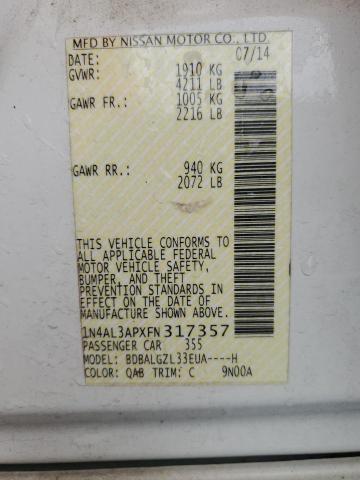 MFD BY NISSAN MOTOR CO., LTD.
DATE: 07/14
GVWR: 1910 KG
4211 LB
GAWR FR.: 1005 KG
2216 LB
GAWR RR.: 940 KG
2072 LB
THIS VEHICLE CONFORMS TO
ALL APPLICABLE FEDERAL
MOTOR VEHICLE SAFETY,
BUMPER, AND THEFT
PREVENTION STANDARDS IN
EFFECT ON THE DATE OF
MANUFACTURE SHOWN ABOVE.
1N4AL3APXFN317357
PASSENGER CAR 355
MODEL: BDBALGZL33EUA----H
COLOR: QAB TRIM: C 9N00A